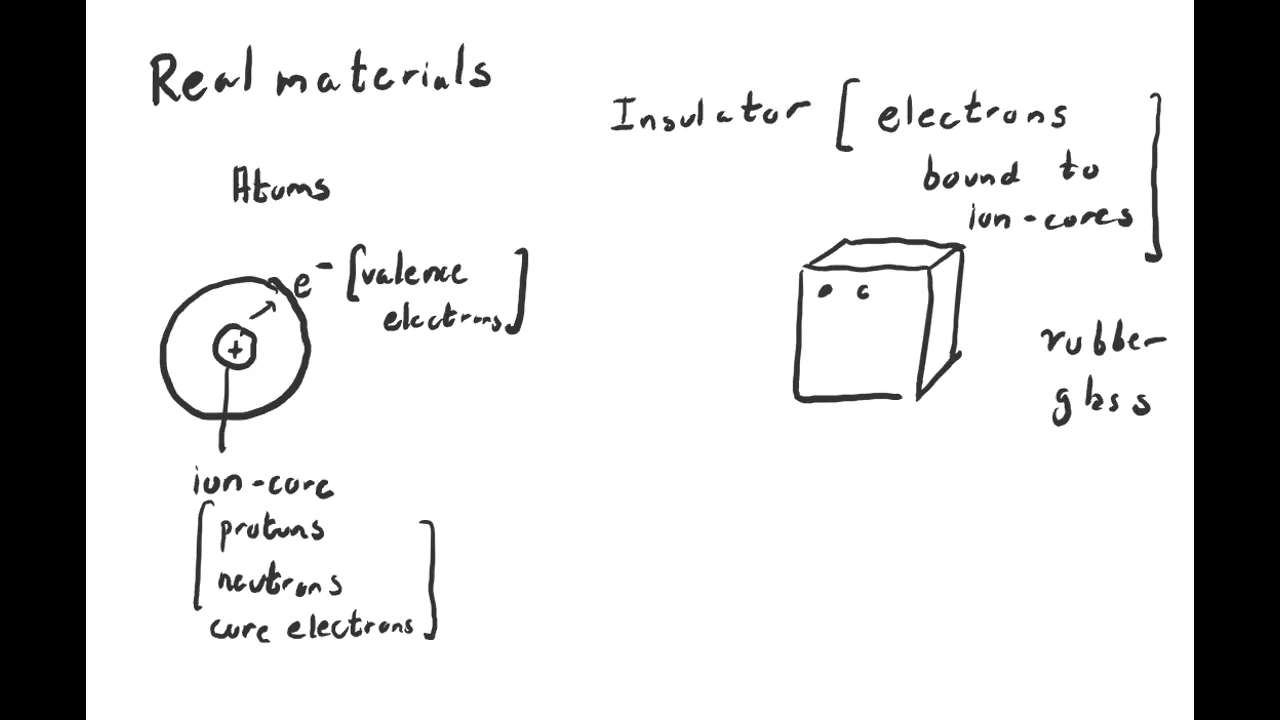 Real materials
Atoms
e⁻ [valence
electrons]
+
ion-core
[protons
neutrons
core electrons]
Insulator [electrons
bound to
ion-cores]
rubber
glass